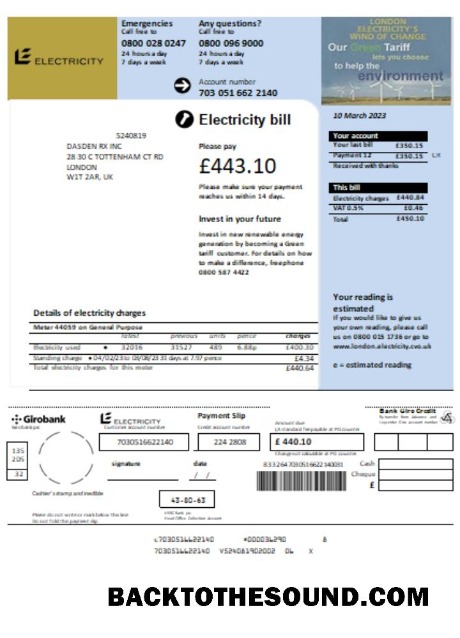 ELECTRICITY
Emergencies
Call free to
0800 028 0247
24 hours a day
7 days a week
Any questions?
Call free to
0800 096 9000
24 hours a day
7 days a week
Account number
703 051 662 2140
LONDON
ELECTRICITY'S
WIND OF CHANGE
Our Green Tariff
lets you choose
to help the
environment
Electricity bill
5240819
DASDEN RX INC
28 30 C TOTTENHAM CT RD
LONDON
W1T 2AR, UK
Please pay
£443.10
Please make sure your payment
reaches us within 14 days.
Invest in your future
Invest in new renewable energy
generation by becoming a Green
tariff customer. For details on how
to make a difference, freephone
0800 587 4422
10 March 2023
Your account
Your last bill £350.15
Payment 12 £350.15 CR
Received with thanks
This bill
Electricity charges £440.84
VAT 0.5% £0.46
Total £450.10
Your reading is
estimated
If you would like to give us
your own reading, please call
us on 0800 015 1736 or go to
www.london.electricity.cvo.uk
e = estimated reading
Details of electricity charges
Meter 44059 on General Purpose
latest previous units pence charges
Electricity used • 32016 31527 489 6.88p £400.30
Standing charge • 04/02/23 to 03/08/23 31 days at 7.97 pence £4.34
Total electricity charges for this meter £440.64
Girobank
ELECTRICITY
Payment Slip
Bank Giro Credit
Customer account number
Credit account number
Amount due
7030516622140
224 2808
£ 440.10
135
205
32
signature
date
/ /
833264 7030516622140031
Cash
Cheque
£
Cashier's stamp and
43-80-63
Please do not write or mark below this line
Do not fold the payment slip
7030516622140
7030516622140 V524081902002 06 X
BACKTOTHESOUND.COM